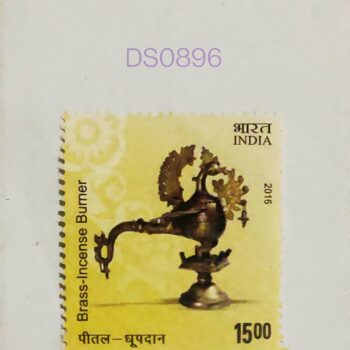 DS0896
भारत
INDIA
2016
Brass-Incense Burner
पीतल – धूपदान
15.00